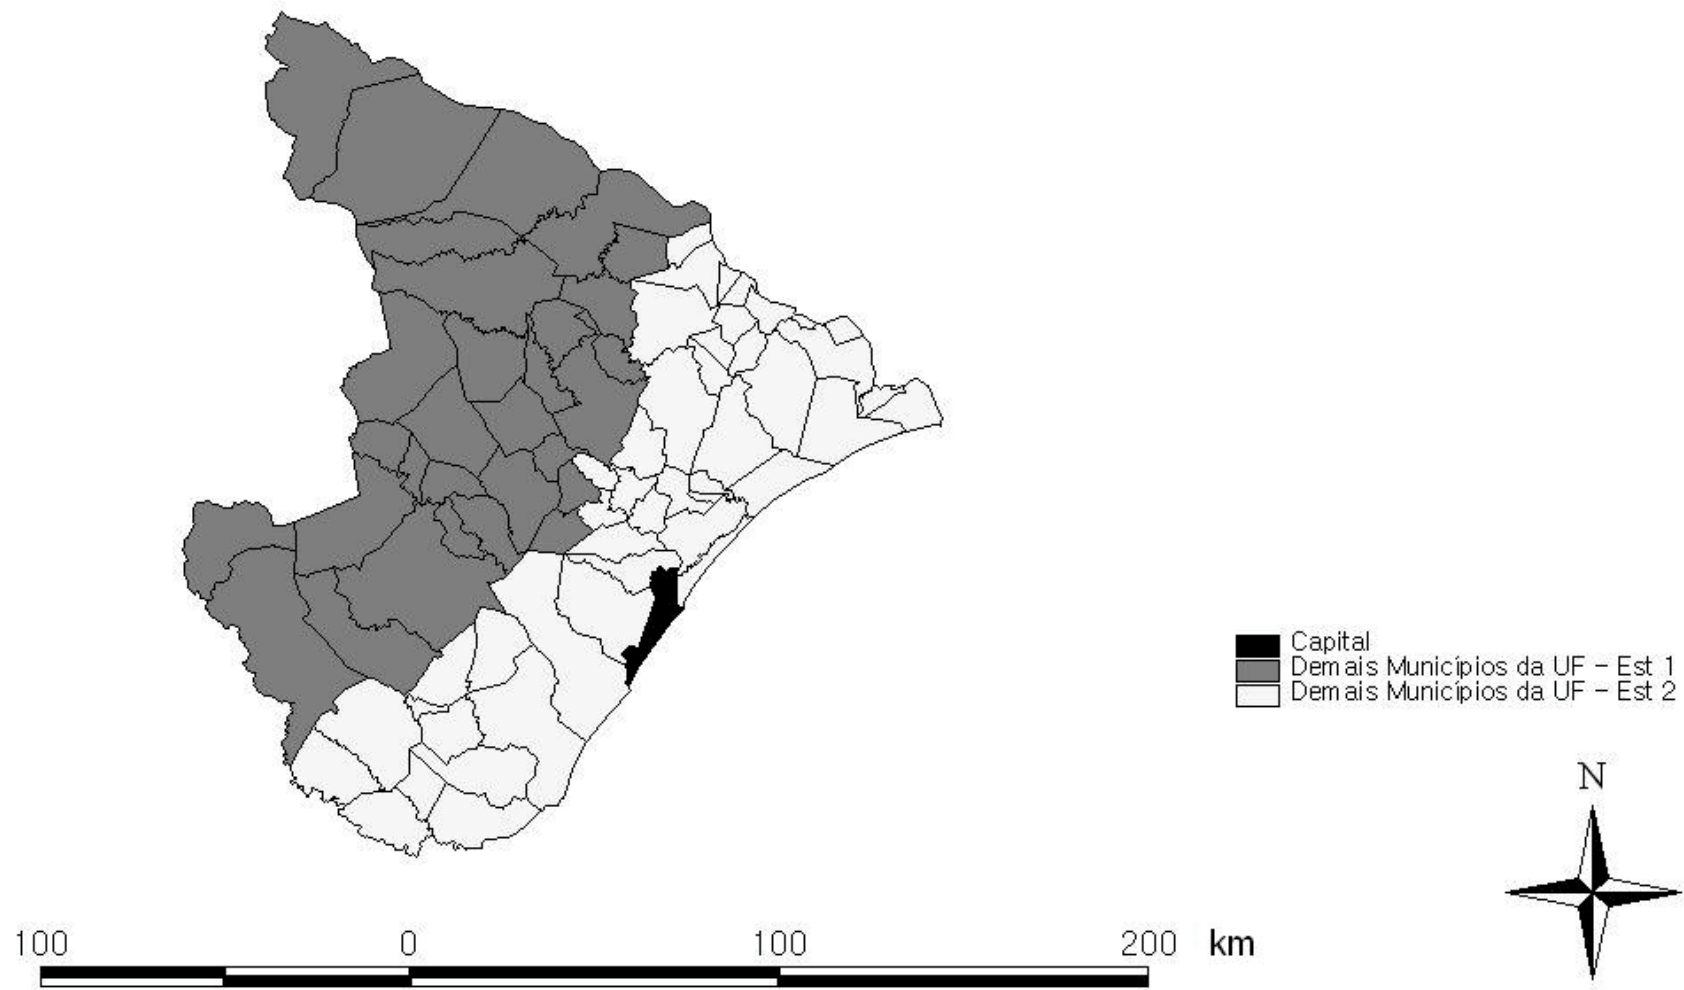 Capital
Demais Municípios da UF – Est 1
Demais Municípios da UF – Est 2
N
100 0 100 200 km